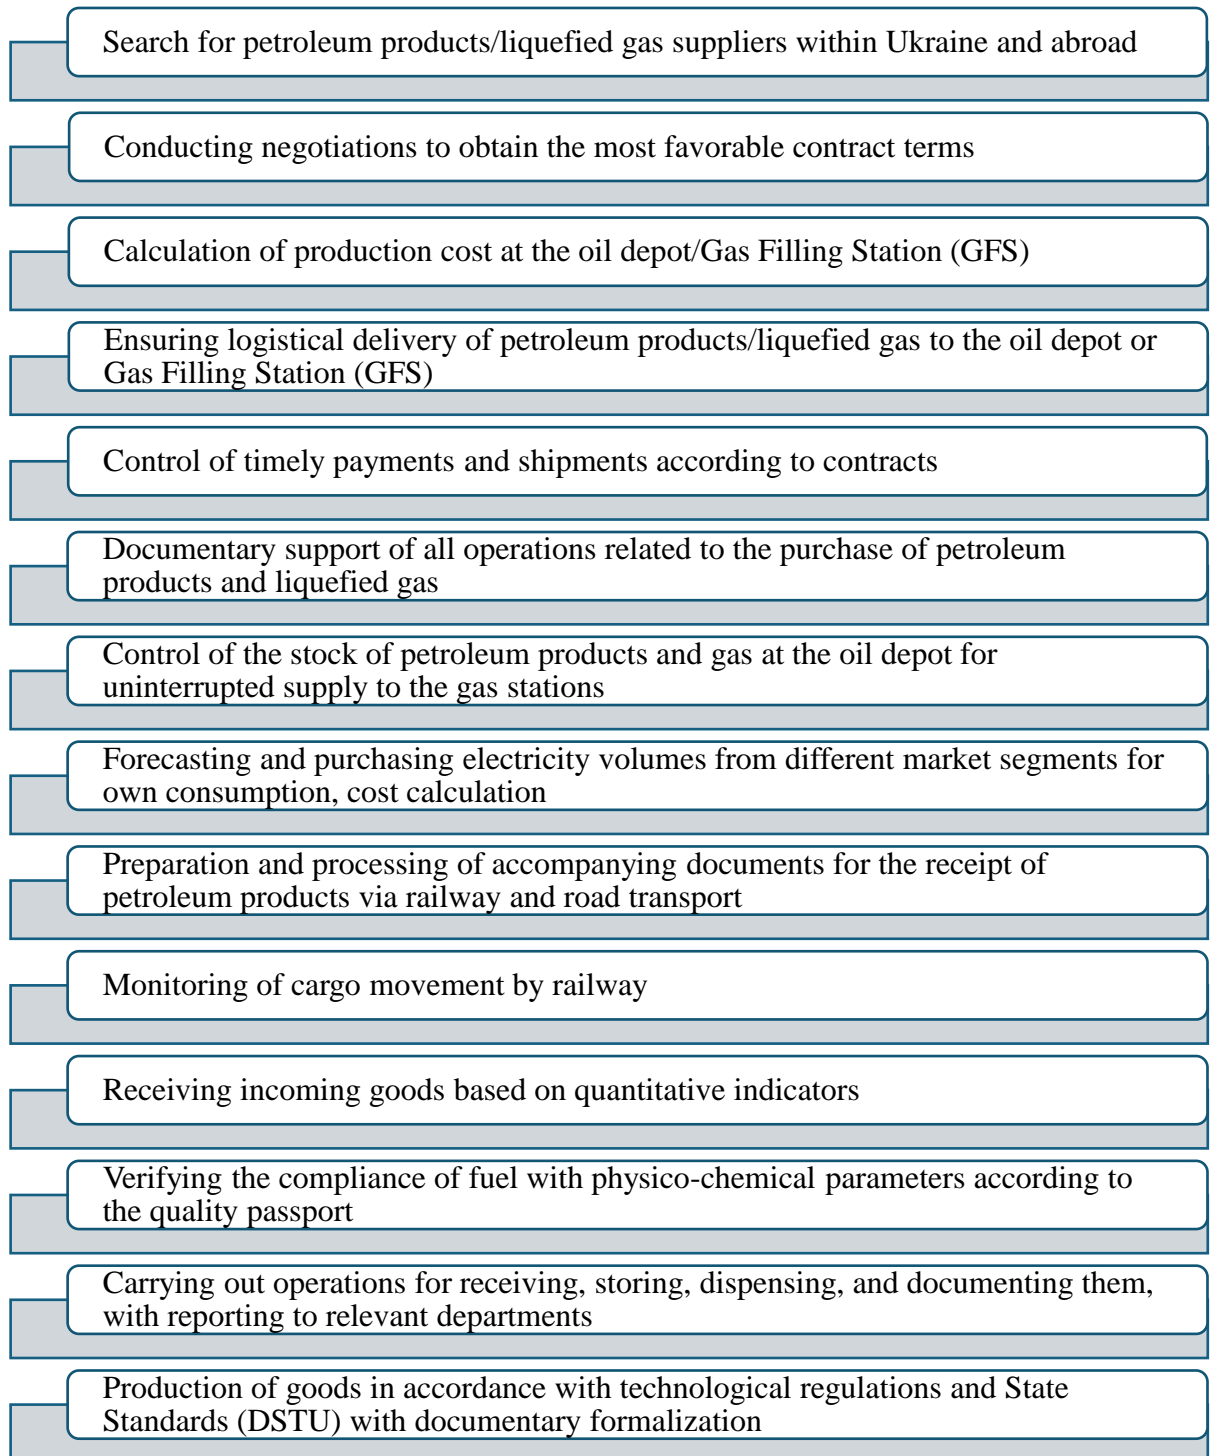 Search for petroleum products/liquefied gas suppliers within Ukraine and abroad
Conducting negotiations to obtain the most favorable contract terms
Calculation of production cost at the oil depot/Gas Filling Station (GFS)
Ensuring logistical delivery of petroleum products/liquefied gas to the oil depot or
Gas Filling Station (GFS)
Control of timely payments and shipments according to contracts
Documentary support of all operations related to the purchase of petroleum
products and liquefied gas
Control of the stock of petroleum products and gas at the oil depot for
uninterrupted supply to the gas stations
Forecasting and purchasing electricity volumes from different market segments for
own consumption, cost calculation
Preparation and processing of accompanying documents for the receipt of
petroleum products via railway and road transport
Monitoring of cargo movement by railway
Receiving incoming goods based on quantitative indicators
Verifying the compliance of fuel with physico-chemical parameters according to
the quality passport
Carrying out operations for receiving, storing, dispensing, and documenting them,
with reporting to relevant departments
Production of goods in accordance with technological regulations and State
Standards (DSTU) with documentary formalization